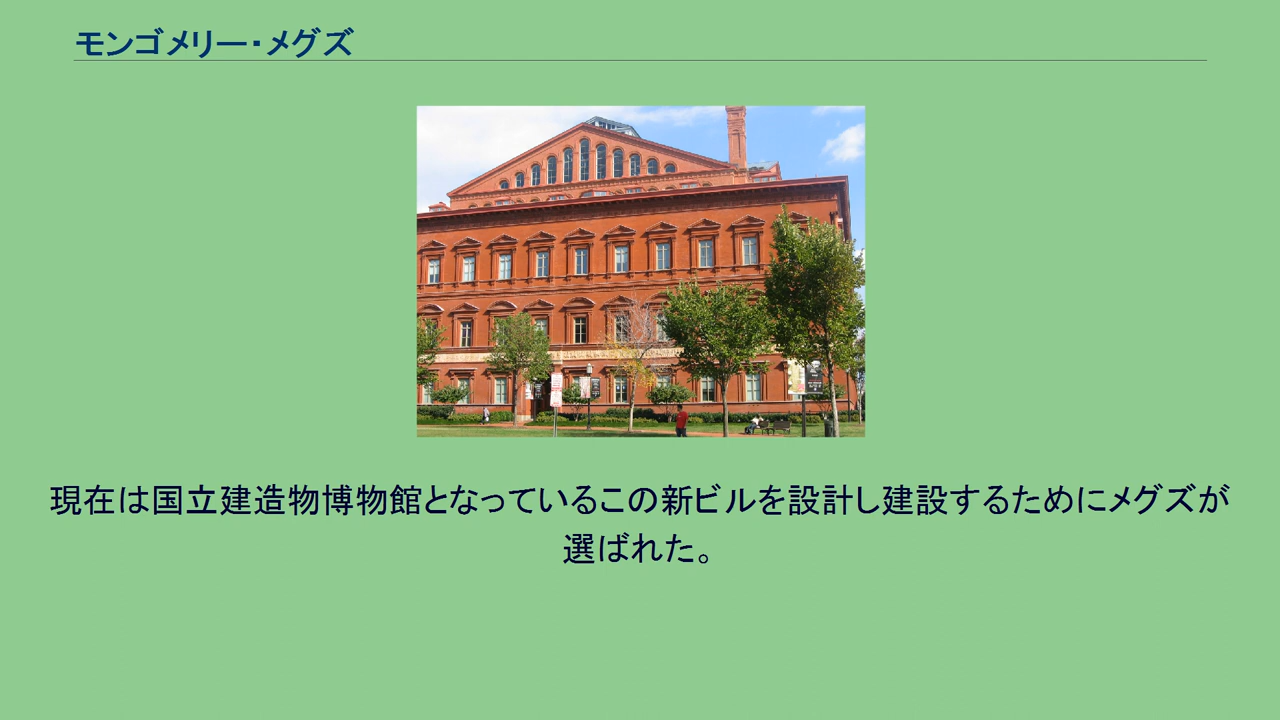 モンゴメリー・メグズ
現在は国立建造物博物館となっているこの新ビルを設計し建設するためにメグズが
選ばれた。